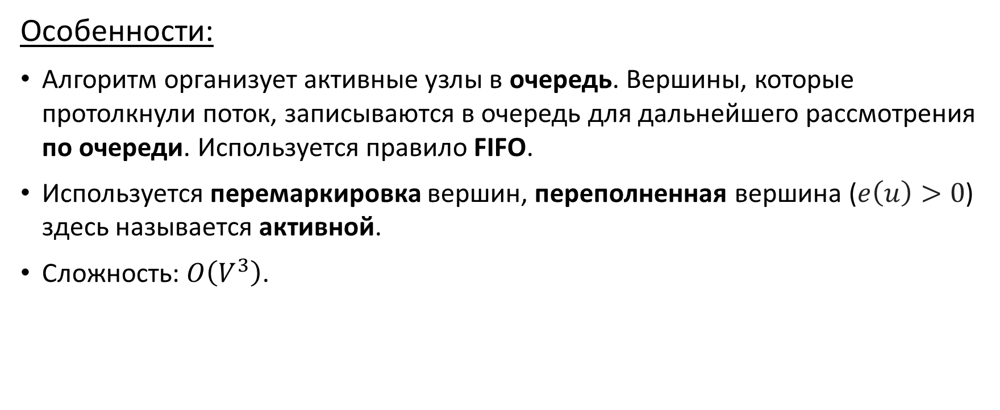 Особенности:
• Алгоритм организует активные узлы в очередь. Вершины, которые
протолкнули поток, записываются в очередь для дальнейшего рассмотрения
по очереди. Используется правило FIFO.
• Используется перемаркировка вершин, переполненная вершина (e(u) > 0)
здесь называется активной.
• Сложность: O(V³).